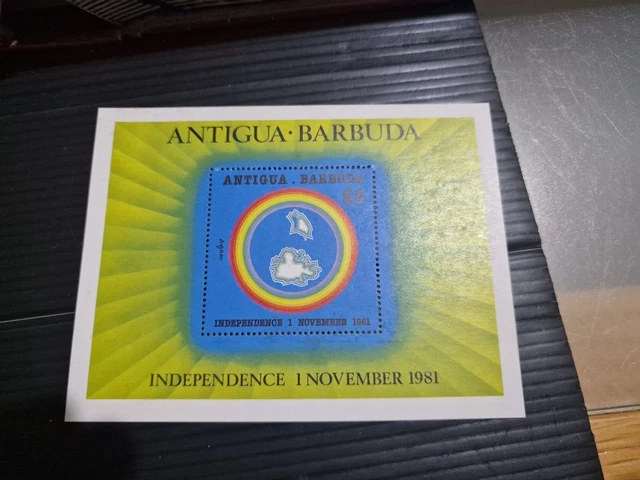 ANTIGUA · BARBUDA
ANTIGUA . BARBUDA
$5
INDEPENDENCE 1 NOVEMBER 1981
INDEPENDENCE 1 NOVEMBER 1981